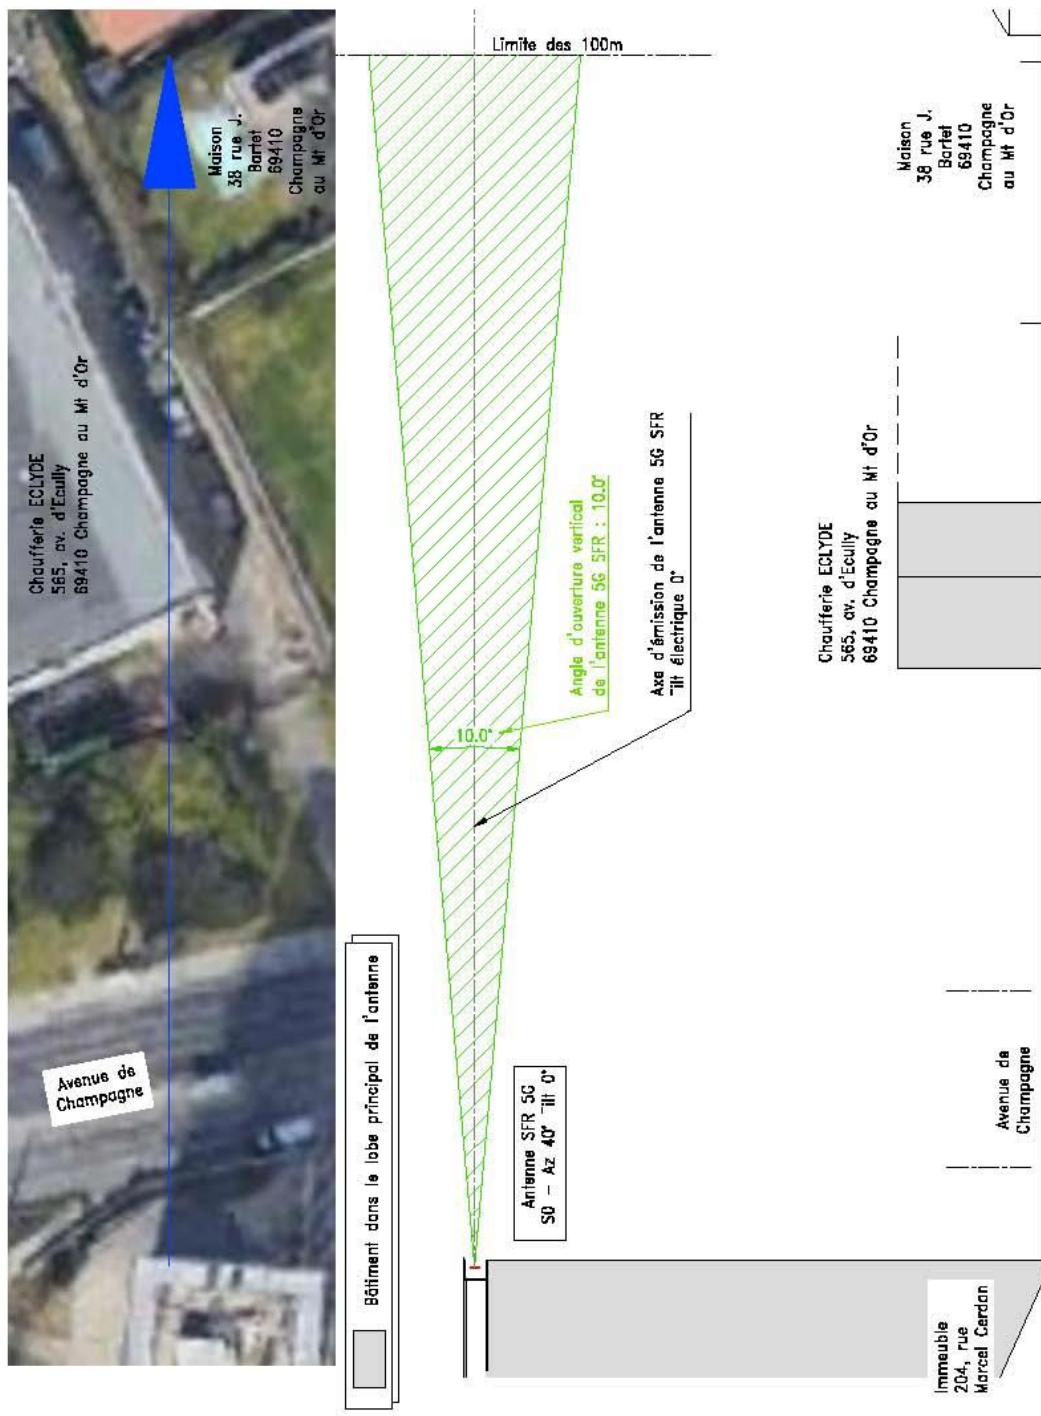 Limite des 100m
Maison
38 rue J.
Bartet
69410
Champagne
au Mt d'Or
Chaufferie ECLYDE
565, av. d'Ecully
69410 Champagne au Mt d'Or
Avenue de
Champagne
Bâtiment dans le lobe principal de l'antenne
Angle d'ouverture vertical
de l'antenne 5G SFR : 10.0°
10.0°
Axe d'émission de l'antenne 5G SFR
Tilt électrique 0°
Antenne SFR 5G
S0 - Az 40° Tilt 0°
Maison
38 rue J.
Bartet
69410
Champagne
au Mt d'Or
Chaufferie ECLYDE
565, av. d'Ecully
69410 Champagne au Mt d'Or
Avenue de
Champagne
Immeuble
204, rue
Marcel Cerdan